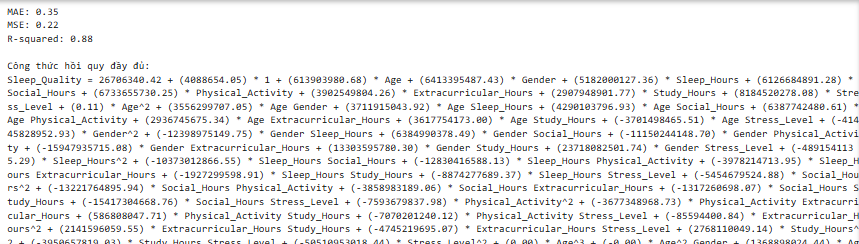 MAE: 0.35
MSE: 0.22
R-squared: 0.88
Công thức hồi quy đầy đủ:
Sleep_Quality = 26706340.42 + (4088654.05) * 1 + (613903980.68) * Age + (6413395487.43) * Gender + (5182000127.36) * Sleep_Hours + (6126684891.28) *
Social_Hours + (6733655730.25) * Physical_Activity + (3902549804.26) * Extracurricular_Hours + (2907948901.77) * Study_Hours + (8184520278.08) * Stre
ss_Level + (0.11) * Age^2 + (3556299707.05) * Age Gender + (3711915043.92) * Age Sleep_Hours + (4290103796.93) * Age Social_Hours + (6387742480.61) *
Age Physical_Activity + (2936745675.34) * Age Extracurricular_Hours + (3617754173.00) * Age Study_Hours + (-3701498465.51) * Age Stress_Level + (-414
45828952.93) * Gender^2 + (-12398975149.75) * Gender Sleep_Hours + (6384990378.49) * Gender Social_Hours + (-11150244148.70) * Gender Physical_Activi
ty + (-15947935715.08) * Gender Extracurricular_Hours + (13303595780.30) * Gender Study_Hours + (23718082501.74) * Gender Stress_Level + (-489154113
5.29) * Sleep_Hours^2 + (-10373012866.55) * Sleep_Hours Social_Hours + (-12830416588.13) * Sleep_Hours Physical_Activity + (-3978214713.95) * Sleep_H
ours Extracurricular_Hours + (-1927299598.91) * Sleep_Hours Study_Hours + (-8874277689.37) * Sleep_Hours Stress_Level + (-5454679524.88) * Social_Hou
rs^2 + (-13221764895.94) * Social_Hours Physical_Activity + (-3858983189.06) * Social_Hours Extracurricular_Hours + (-1317260698.07) * Social_Hours S
tudy_Hours + (-15417304668.76) * Social_Hours Stress_Level + (-7593679837.98) * Physical_Activity^2 + (-3677348968.73) * Physical_Activity Extracurri
cular_Hours + (586808047.71) * Physical_Activity Study_Hours + (-7070201240.12) * Physical_Activity Stress_Level + (-85594400.84) * Extracurricular_H
ours^2 + (2141596059.55) * Extracurricular_Hours Study_Hours + (-4745219695.07) * Extracurricular_Hours Stress_Level + (2768110049.14) * Study_Hours^
2 + (-3950657819.03) * Study_Hours Stress_Level + (-50510953018.44) * Stress_Level^2 + (0.00) * Age^3 + (-0.00) * Age^2 Gender + (1368898024.44) *